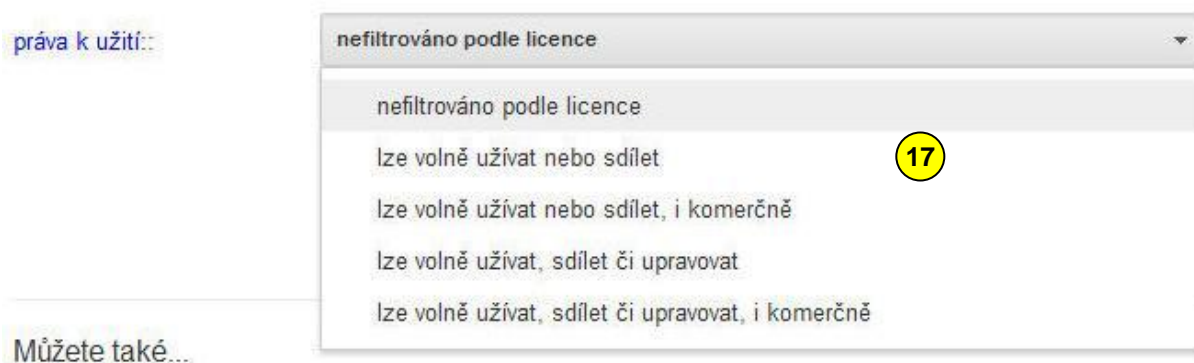 práva k užití::
nefiltrováno podle licence
nefiltrováno podle licence
lze volně užívat nebo sdílet
17
lze volně užívat nebo sdílet, i komerčně
lze volně užívat, sdílet či upravovat
lze volně užívat, sdílet či upravovat, i komerčně
Můžete také...